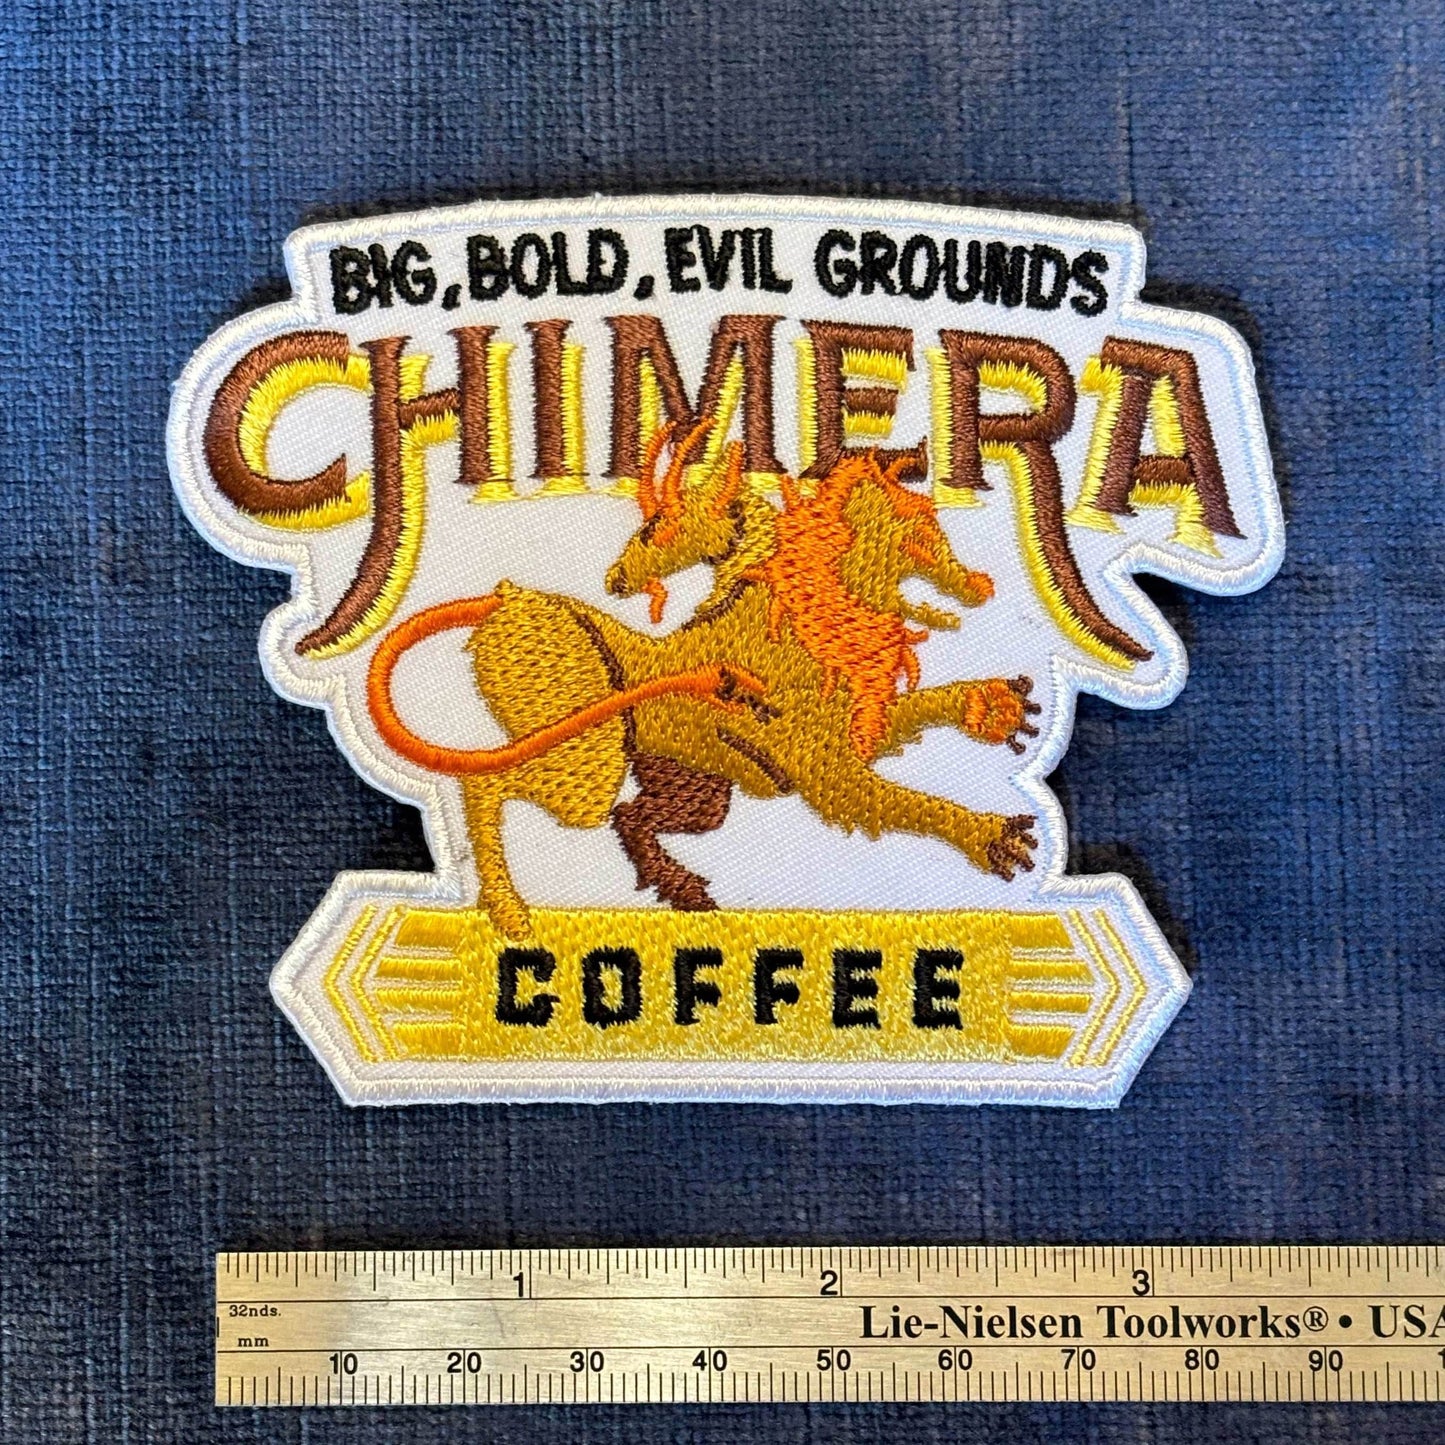 BIG, BOLD, EVIL GROUNDS
CHIMERA
COFFEE
1 2 3
32nds.
Lie-Nielsen Toolworks® • USA
mm
10 20 30 40 50 60 70 80 90 1